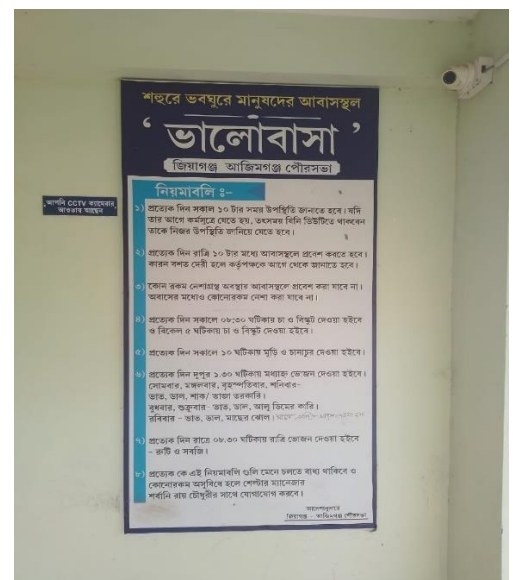 শহুরে ভবঘুরে মানুষদের আবাসস্থল
‘ ভালোবাসা ’
জিয়াগঞ্জ আজিমগঞ্জ পৌরসভা
আপনি CCTV ক্যামেরার
আওতায় আছেন
নিয়মাবলি ঃ-
১) প্রত্যেক দিন সকাল ১০ টার সময় উপস্থিতি জানাতে হবে। যদি
তার আগে কর্মসূত্রে যেতে হয়, তৎসময় যিনি ডিউটিতে থাকবেন
তাকে নিজর উপস্থিতি জানিয়ে যেতে হবে।
২) প্রত্যেক দিন রাত্রি ১০ টার মধ্যে আবাসস্থলে প্রবেশ করতে হবে।
কারন বশত দেরী হলে কর্তৃপক্ষকে আগে থেকে জানাতে হবে।
৩) কোন রকম নেশাগ্রস্থ অবস্থায় আবাসস্থলে প্রবেশ করা যাবে না।
অবাসের মধ্যেও কোনোরকম নেশা করা যাবে না।
৪) প্রত্যেক দিন সকালে ০৮:৩০ ঘটিকায় চা ও বিস্কুট দেওয়া হইবে
ও বিকেল ৫ ঘটিকায় চা ও বিস্কুট দেওয়া হইবে।
৫) প্রত্যেক দিন সকালে ১০ ঘটিকায় মুড়ি ও চানাচুর দেওয়া হইবে।
৬) প্রত্যেক দিন দুপুর ১.৩০ ঘটিকায় মধ্যাহ্ন ভোজন দেওয়া হইবে।
সোমবার, মঙ্গলবার, বৃহস্পতিবার, শনিবার-
ভাত, ডাল, শাক/ ভাজা তরকারি।
বুধবার, শুক্রবার- ভাত, ডাল, আলু ডিমের কারি।
রবিবার - ভাত, ডাল, মাছের ঝোল।
৭) প্রত্যেক দিন রাত্রে ০৮.৩০ ঘটিকায় রাত্রি ভোজন দেওয়া হইবে
- রুটি ও সবজি।
৮) প্রত্যেক কে এই নিয়মাবলি গুলি মেনে চলতে বাধ্য থাকিবে ও
কোনোরকম অসুবিধে হলে শেল্টার ম্যানেজার
শর্বানি রায় চৌধুরীর সাথে যোগাযোগ করবে।
আদেশানুসারে
জিয়াগঞ্জ - আজিমগঞ্জ পৌরসভা